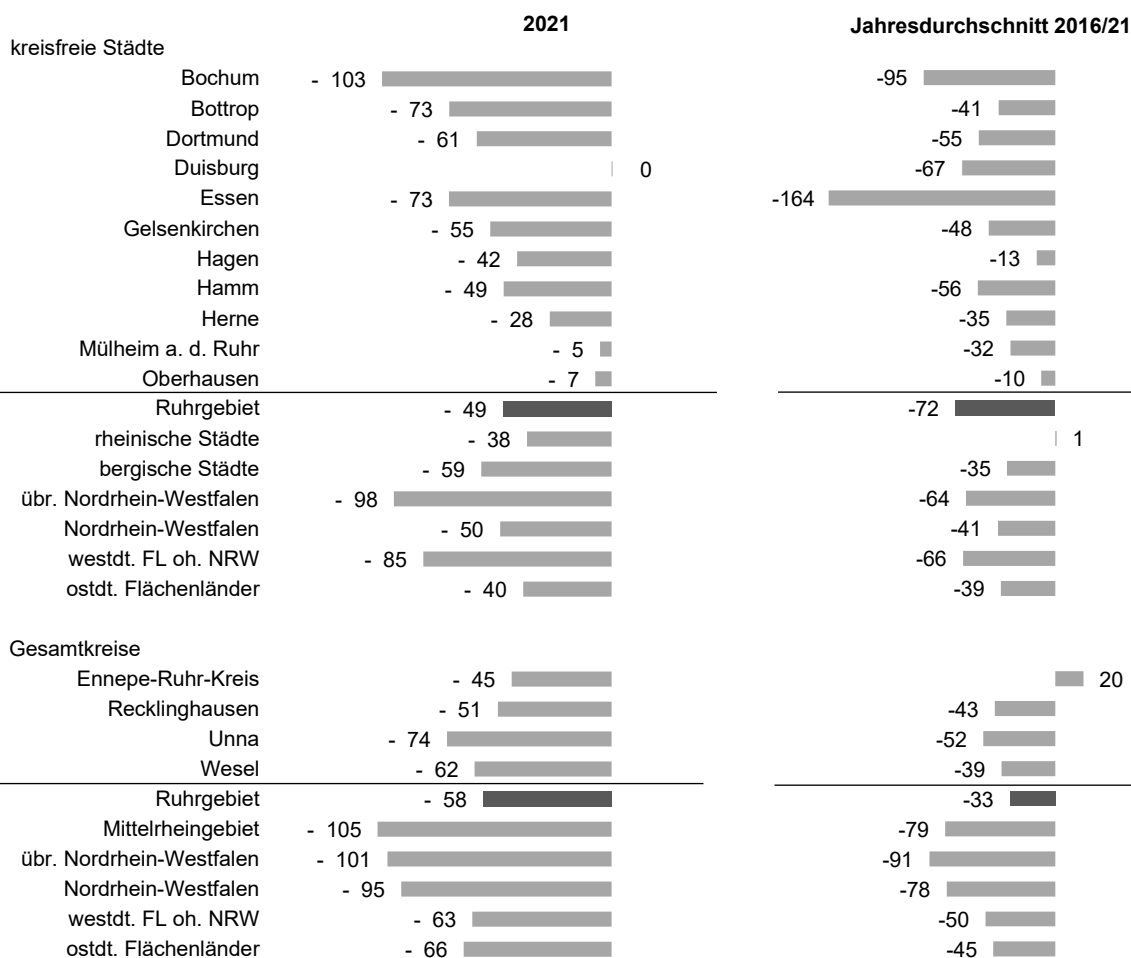 2021 Jahresdurchschnitt 2016/21
kreisfreie Städte
Bochum - 103 -95
Bottrop - 73 -41
Dortmund - 61 -55
Duisburg 0 -67
Essen - 73 -164
Gelsenkirchen - 55 -48
Hagen - 42 -13
Hamm - 49 -56
Herne - 28 -35
Mülheim a. d. Ruhr - 5 -32
Oberhausen - 7 -10
Ruhrgebiet - 49 -72
rheinische Städte - 38 1
bergische Städte - 59 -35
übr. Nordrhein-Westfalen - 98 -64
Nordrhein-Westfalen - 50 -41
westdt. FL oh. NRW - 85 -66
ostdt. Flächenländer - 40 -39
Gesamtkreise
Ennepe-Ruhr-Kreis - 45 20
Recklinghausen - 51 -43
Unna - 74 -52
Wesel - 62 -39
Ruhrgebiet - 58 -33
Mittelrheingebiet - 105 -79
übr. Nordrhein-Westfalen - 101 -91
Nordrhein-Westfalen - 95 -78
westdt. FL oh. NRW - 63 -50
ostdt. Flächenländer - 66 -45